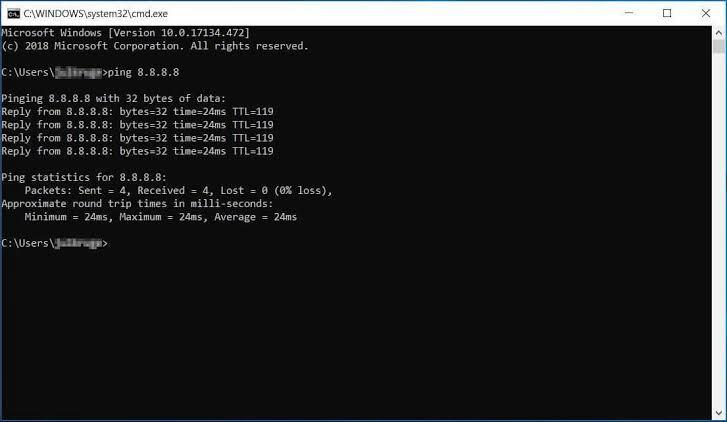 C:\WINDOWS\system32\cmd.exe
Microsoft Windows [Version 10.0.17134.472]
(c) 2018 Microsoft Corporation. All rights reserved.
C:\Users\>ping 8.8.8.8
Pinging 8.8.8.8 with 32 bytes of data:
Reply from 8.8.8.8: bytes=32 time=24ms TTL=119
Reply from 8.8.8.8: bytes=32 time=24ms TTL=119
Reply from 8.8.8.8: bytes=32 time=24ms TTL=119
Reply from 8.8.8.8: bytes=32 time=24ms TTL=119
Ping statistics for 8.8.8.8:
Packets: Sent = 4, Received = 4, Lost = 0 (0% loss),
Approximate round trip times in milli-seconds:
Minimum = 24ms, Maximum = 24ms, Average = 24ms
C:\Users\>